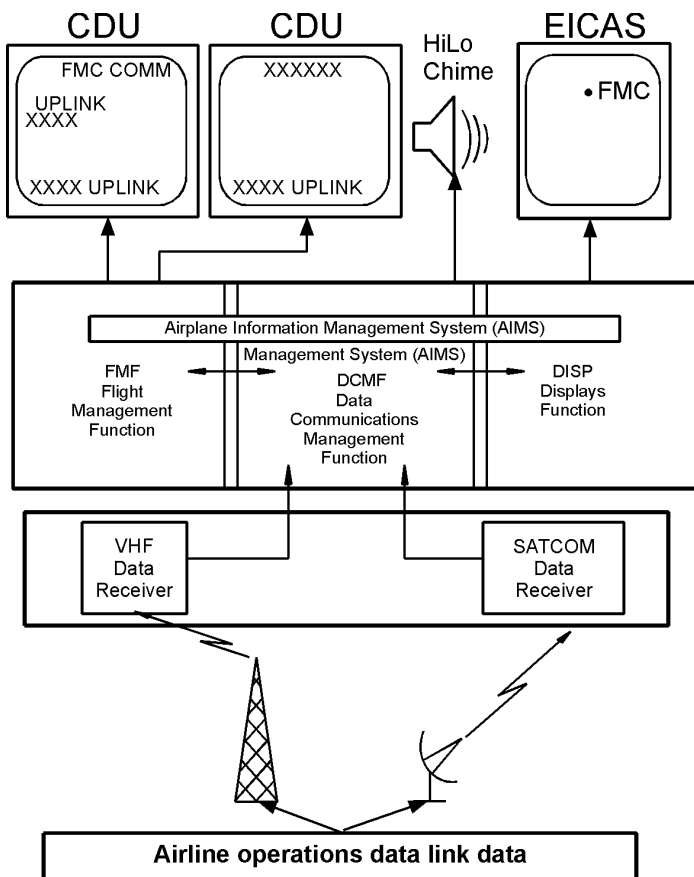 CDU
FMC COMM
UPLINK
XXXX
XXXX UPLINK
CDU
XXXXXX
XXXX UPLINK
HiLo
Chime
EICAS
• FMC
Airplane Information Management System (AIMS)
Management System (AIMS)
FMF
Flight
Management
Function
DCMF
Data
Communications
Management
Function
DISP
Displays
Function
VHF
Data
Receiver
SATCOM
Data
Receiver
Airline operations data link data